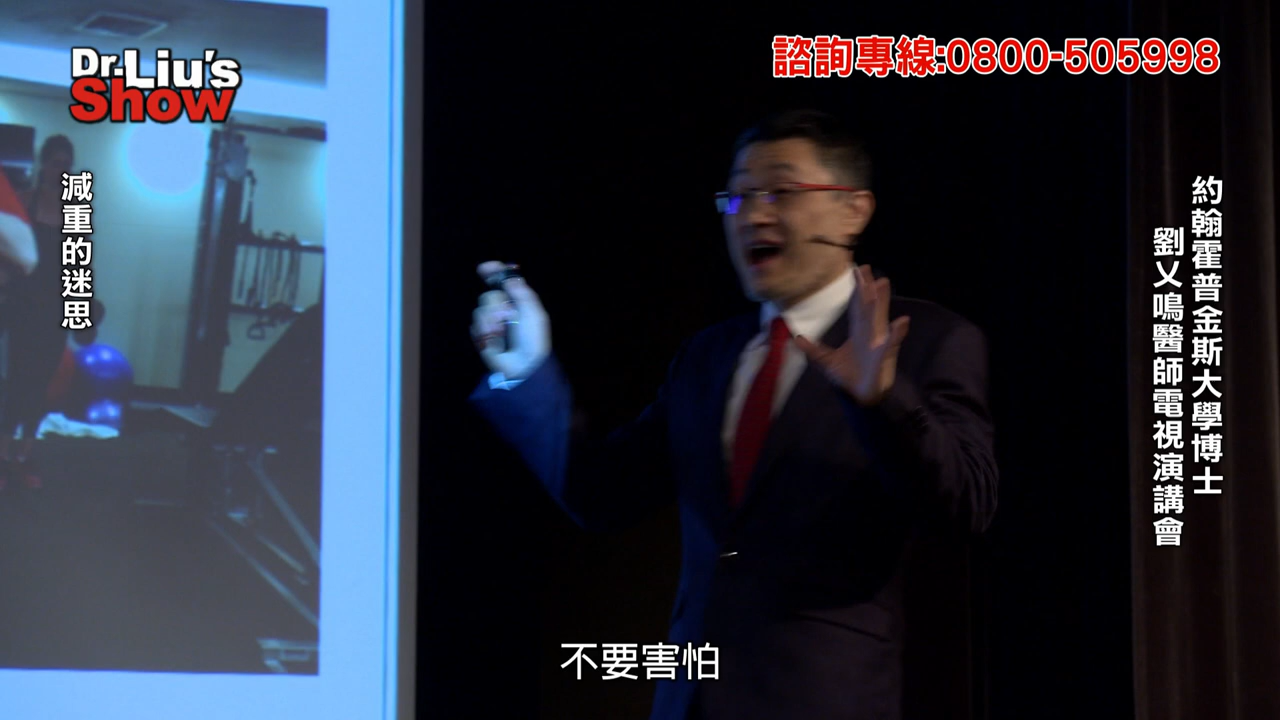 Dr.Liu's
Show
諮詢專線:0800-505998
減重的迷思
約翰霍普金斯大學博士
劉乂鳴醫師電視演講會
不要害怕